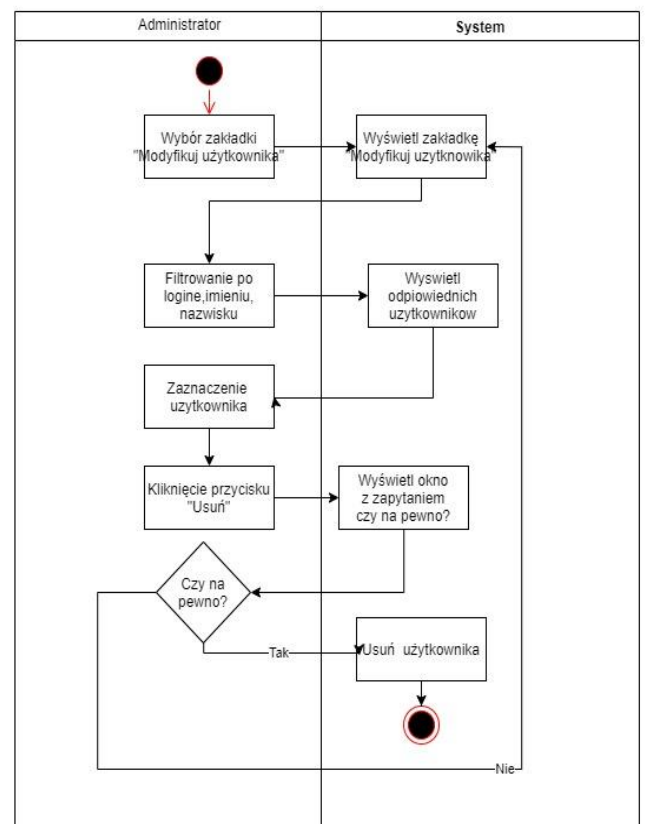 Administrator
System
Wybór zakładki
"Modyfikuj użytkownika"
Wyświetl zakładkę
"Modyfikuj uzytknowika"
Filtrowanie po
logine,imieniu,
nazwisku
Wyswietl
odpiowiednich
uzytkownikow
Zaznaczenie
uzytkownika
Kliknięcie przycisku
"Usuń"
Wyświetl okno
z zapytaniem
czy na pewno?
Czy na
pewno?
Tak
Usuń użytkownika
Nie